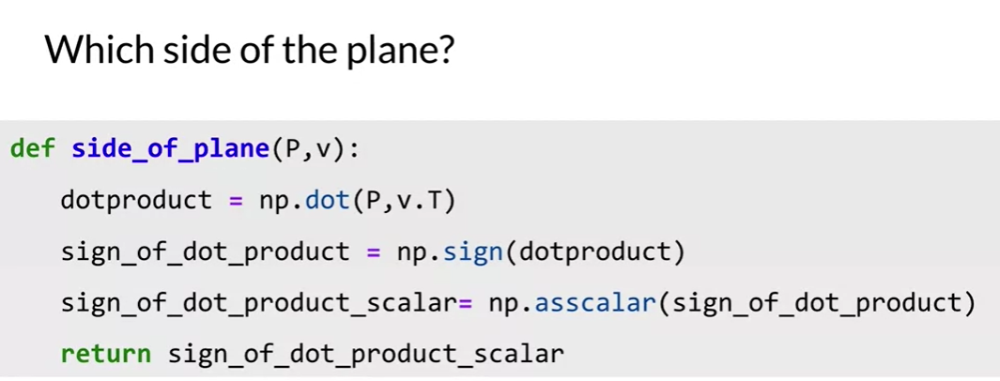 Which side of the plane?
def side_of_plane(P,v):
dotproduct = np.dot(P,v.T)
sign_of_dot_product = np.sign(dotproduct)
sign_of_dot_product_scalar= np.asscalar(sign_of_dot_product)
return sign_of_dot_product_scalar